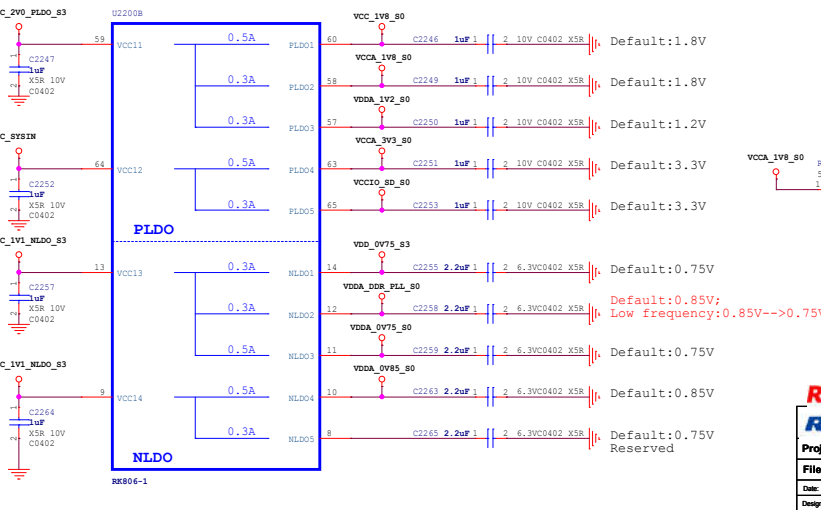 C_2V0_PLDO_S3
U2200B
VCC_1V8_S0
59 VCC11 0.5A PLDO1 60 C2246 1uF 1 2 10V C0402 X5R Default:1.8V
1
C2247
1uF
X5R 10V
2 C0402
VCCA_1V8_S0
0.3A PLDO2 58 C2249 1uF 1 2 10V C0402 X5R Default:1.8V
VDDA_1V2_S0
0.3A PLDO3 57 C2250 1uF 1 2 10V C0402 X5R Default:1.2V
C_SYSIN
VCCA_3V3_S0
64 VCC12 0.5A PLDO4 63 C2251 1uF 1 2 10V C0402 X5R Default:3.3V
VCCA_1V8_S0
1
C2252
1uF
X5R 10V
2 C0402
VCCIO_SD_S0
0.3A PLDO5 65 C2253 1uF 1 2 10V C0402 X5R Default:3.3V
PLDO
C_1V1_NLDO_S3
VDD_0V75_S3
13 VCC13 0.3A NLDO1 14 C2255 2.2uF 1 2 6.3VC0402 X5R Default:0.75V
1
C2257
1uF
X5R 10V
2 C0402
VDDA_DDR_PLL_S0
0.3A NLDO2 12 C2258 2.2uF 1 2 6.3VC0402 X5R Default:0.85V;
Low frequency:0.85V-->0.75V
VDDA_0V75_S0
0.5A NLDO3 11 C2259 2.2uF 1 2 6.3VC0402 X5R Default:0.75V
C_1V1_NLDO_S3
VDDA_0V85_S0
9 VCC14 0.5A NLDO4 10 C2263 2.2uF 1 2 6.3VC0402 X5R Default:0.85V
1
C2264
1uF
X5R 10V
2 C0402
0.3A NLDO5 8 C2265 2.2uF 1 2 6.3VC0402 X5R Default:0.75V
Reserved
NLDO
RK806-1
R
R
Proj
File
Date:
Design